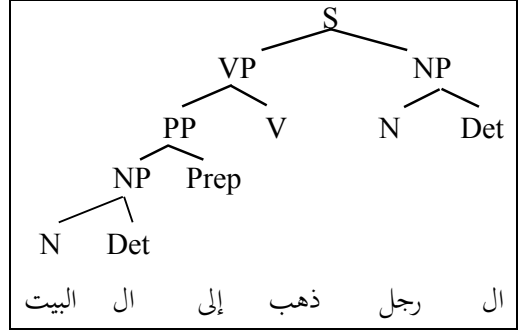 S
VP NP
PP V N Det
NP Prep
N Det
ال رجل ذهب إلى ال البيت